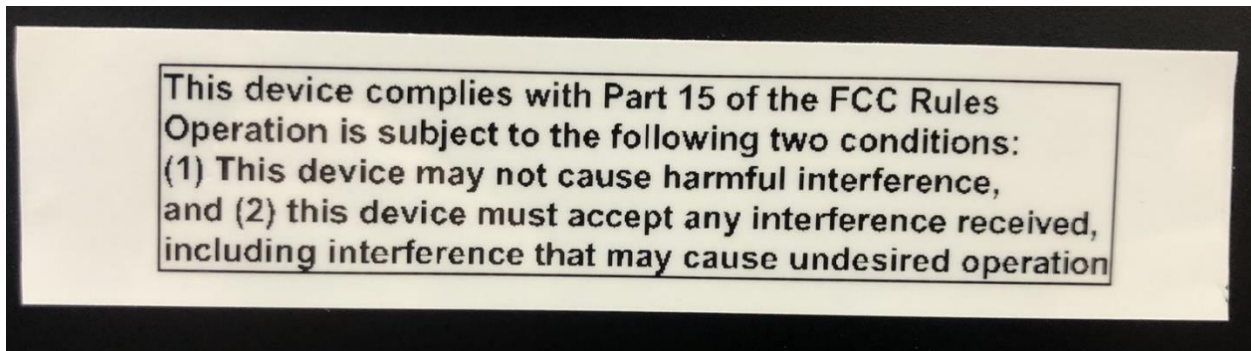 This device complies with Part 15 of the FCC Rules
Operation is subject to the following two conditions:
(1) This device may not cause harmful interference,
and (2) this device must accept any interference received,
including interference that may cause undesired operation